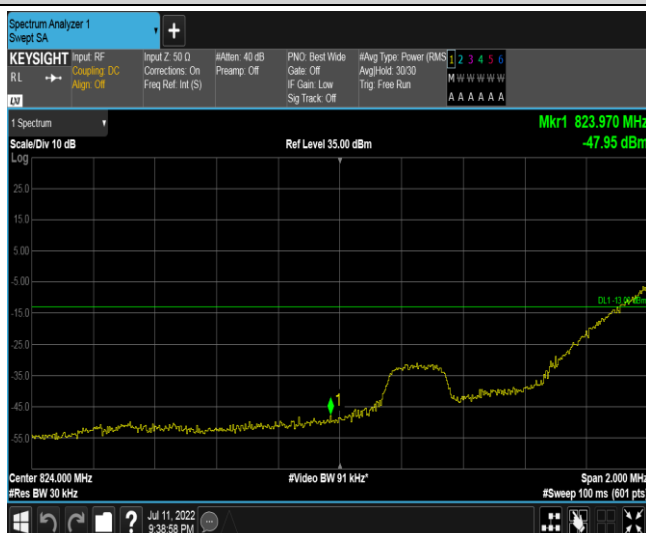 Spectrum Analyzer 1
Swept SA
+
KEYSIGHT Input: RF Input Z: 50 Ω #Atten: 40 dB PNO: Best Wide #Avg Type: Power (RMS 1 2 3 4 5 6
RL Coupling: DC Corrections: On Preamp: Off Gate: Off Avg|Hold: 30/30 M W W W W W
Align: Off Freq Ref: Int (S) IF Gain: Low Trig: Free Run
LXI Sig Track: Off A A A A A A
1 Spectrum Mkr1 823.970 MHz
Scale/Div 10 dB Ref Level 35.00 dBm -47.95 dBm
Log
25.0
15.0
5.00
-5.00
DL1 -13.00 dBm
-15.0
-25.0
-35.0
-45.0
1
-55.0
Center 824.000 MHz #Video BW 91 kHz* Span 2.000 MHz
#Res BW 30 kHz #Sweep 100 ms (601 pts)
? Jul 11, 2022
9:38:58 PM